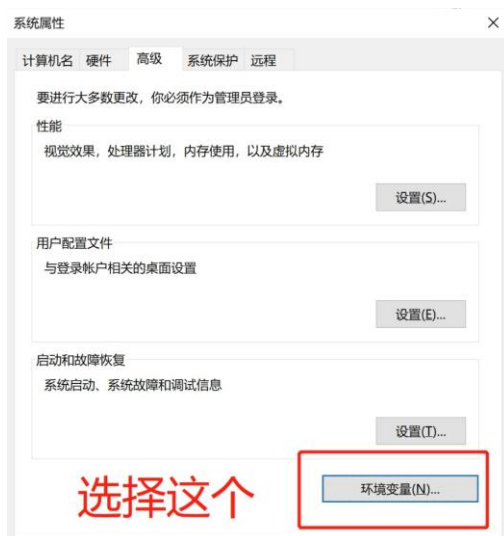 系统属性
计算机名 硬件 高级 系统保护 远程
要进行大多数更改，你必须作为管理员登录。
性能
视觉效果，处理器计划，内存使用，以及虚拟内存
设置(S)...
用户配置文件
与登录帐户相关的桌面设置
设置(E)...
启动和故障恢复
系统启动、系统故障和调试信息
设置(T)...
选择这个
环境变量(N)...